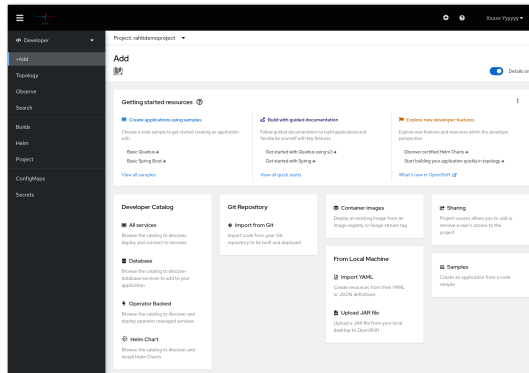 Xxxxx Yyyyyy
Developer
Project: rahtidemoproject
+Add
Topology
Observe
Search
Builds
Helm
Project
ConfigMaps
Secrets
Add
Details on
Getting started resources
Create applications using samples
Choose a code sample to get started creating an application
with.
Basic Quarkus
Basic Spring Boot
View all samples
Build with guided documentation
Follow guided documentation to build applications and
familiarize yourself with key features.
Get started with Quarkus using s2i
Get started with Spring
View all quick starts
Explore new developer features
Explore new features and resources within the developer
perspective.
Discover certified Helm Charts
Start building your application quickly in topology
What's new in OpenShift
Developer Catalog
All services
Browse the catalog to discover,
deploy and connect to services
Database
Browse the catalog to discover
database services to add to your
application
Operator Backed
Browse the catalog to discover and
deploy operator managed services
Helm Chart
Browse the catalog to discover and
install Helm Charts
Git Repository
Import from Git
Import code from your Git
repository to be built and deployed
Container images
Deploy an existing Image from an
Image registry or Image stream tag
From Local Machine
Import YAML
Create resources from their YAML
or JSON definitions
Upload JAR file
Upload a JAR file from your local
desktop to OpenShift
Sharing
Project access allows you to add or
remove a user's access to the
project
Samples
Create an application from a code
sample